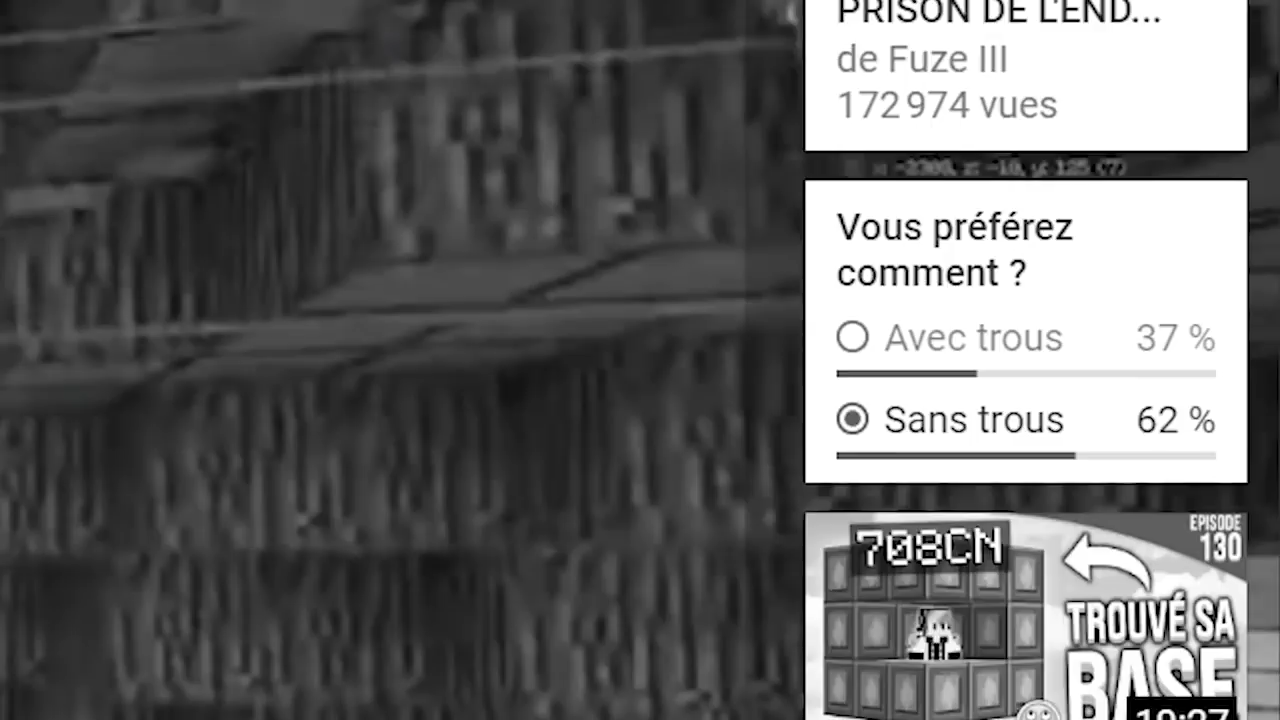 PRISON DE L'END...
de Fuze III
172 974 vues
Vous préférez
comment ?
Avec trous 37 %
Sans trous 62 %
EPISODE
130
708CN
TROUVÉ SA
BASE